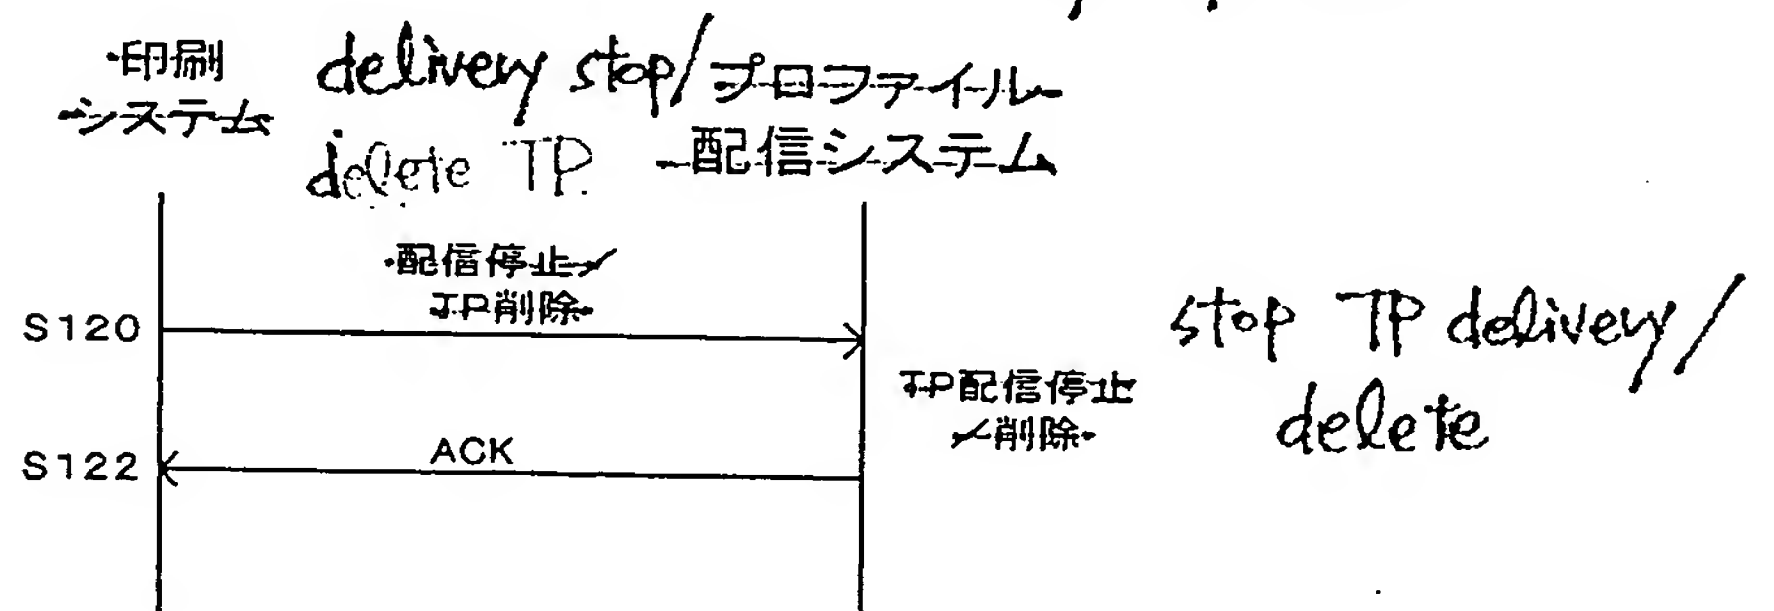 印刷
システム
delivery stop/
delete TP.
プロファイル
配信システム
配信停止/
TP削除
S120
TP配信停止
/削除
stop TP delivery/
delete
S122
ACK